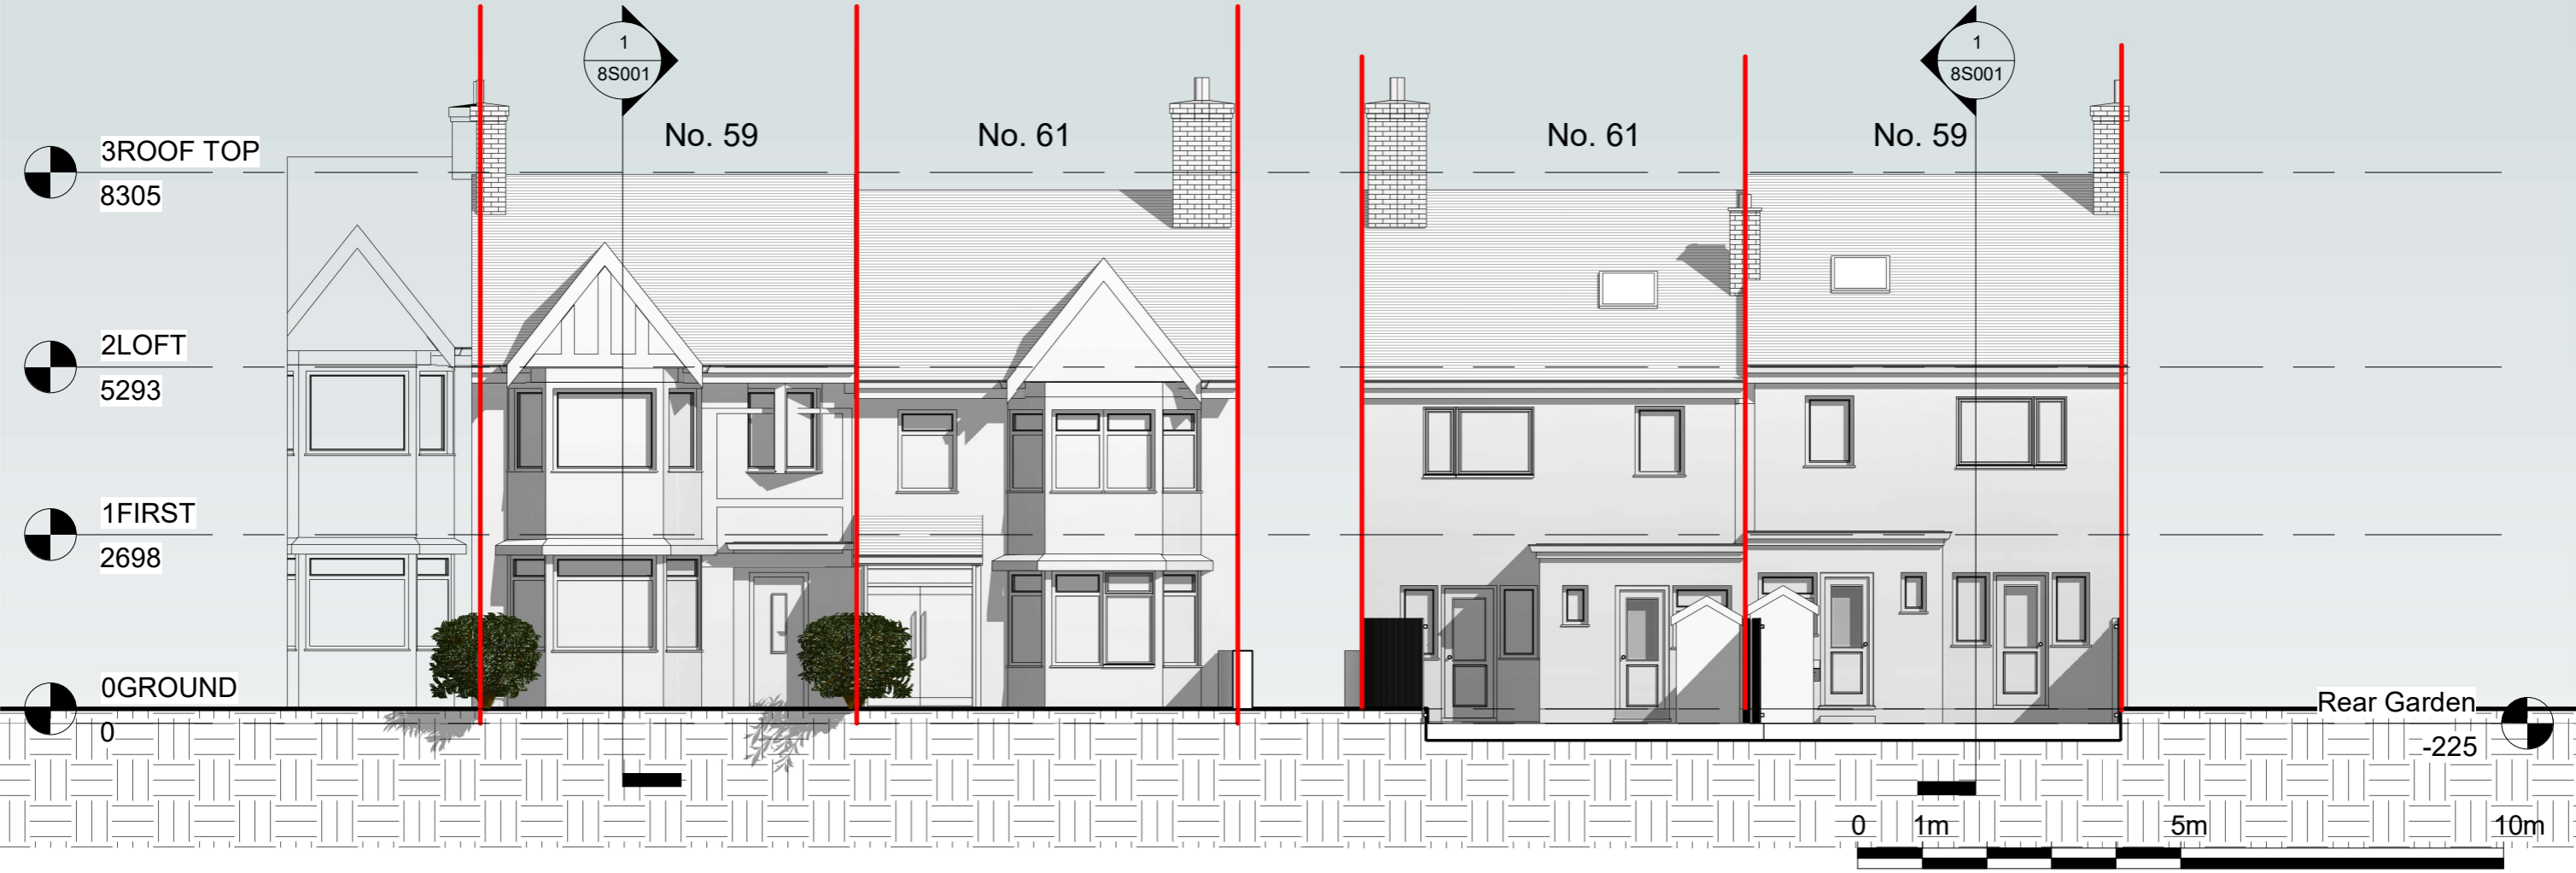 1
8S001
1
8S001
No. 59
No. 61
No. 61
No. 59
3ROOF TOP
8305
2LOFT
5293
1FIRST
2698
0GROUND
0
Rear Garden
-225
0 1m 5m 10m